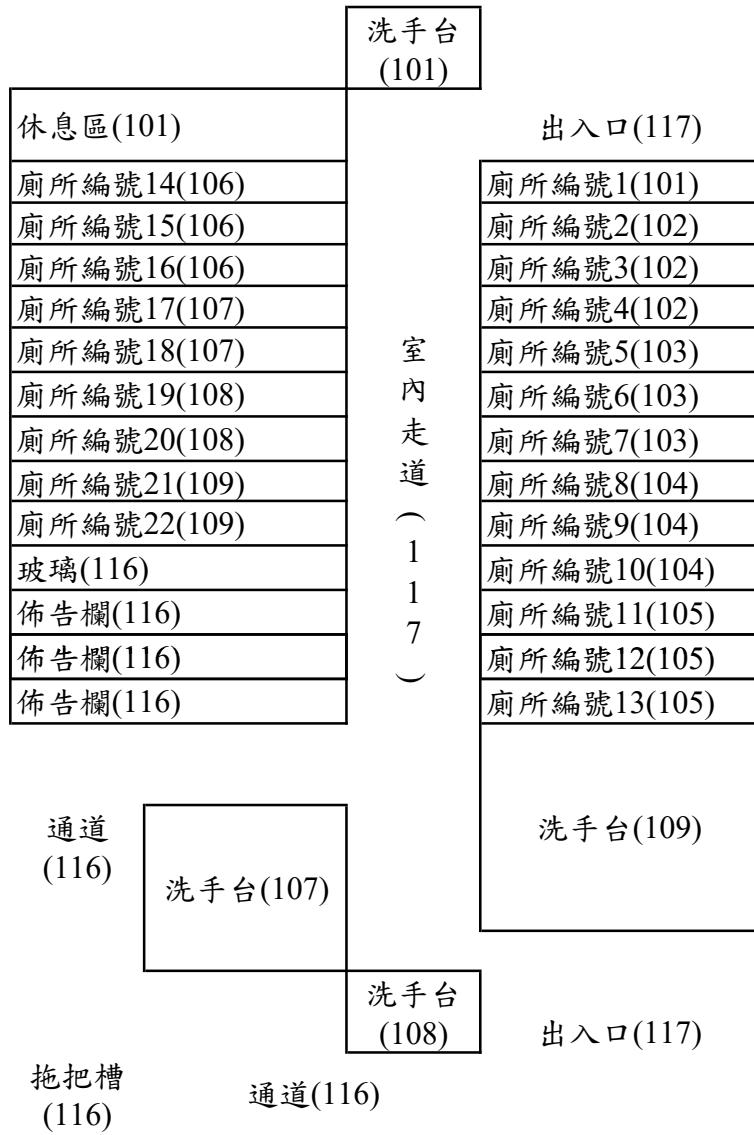 洗手台
(101)
休息區(101)
出入口(117)
廁所編號14(106)
廁所編號1(101)
廁所編號15(106)
廁所編號2(102)
廁所編號16(106)
廁所編號3(102)
廁所編號17(107)
廁所編號4(102)
廁所編號18(107)
廁所編號5(103)
廁所編號19(108)
廁所編號6(103)
廁所編號20(108)
廁所編號7(103)
廁所編號21(109)
廁所編號8(104)
廁所編號22(109)
廁所編號9(104)
玻璃(116)
廁所編號10(104)
佈告欄(116)
廁所編號11(105)
佈告欄(116)
廁所編號12(105)
佈告欄(116)
廁所編號13(105)
室內走道(117)
通道
(116)
洗手台(107)
洗手台(109)
洗手台
(108)
出入口(117)
拖把槽
(116)
通道(116)